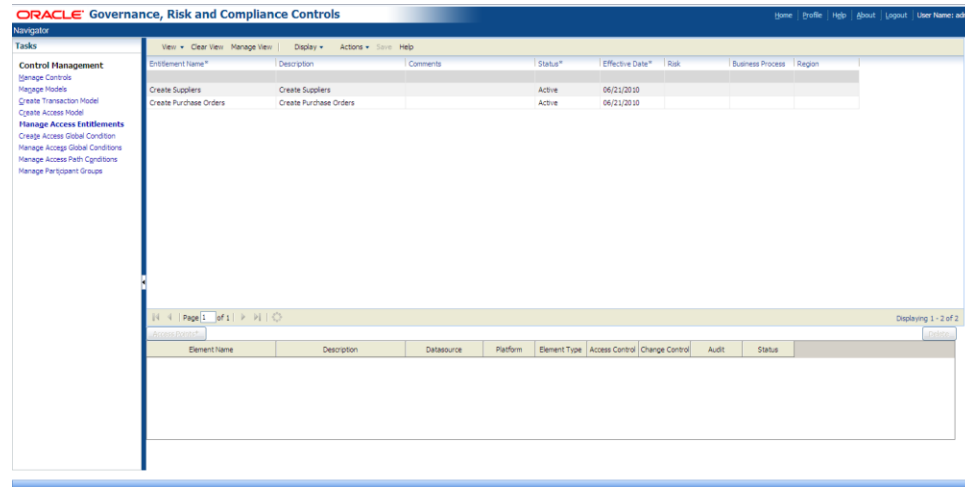 ORACLE Governance, Risk and Compliance Controls
Home Profile Help About Logout User Name: adm
Navigator
Tasks
View Clear View Manage View Display Actions Save Help
Control Management
Manage Controls
Manage Models
Create Transaction Model
Create Access Model
Manage Access Entitlements
Create Access Global Condition
Manage Access Global Conditions
Manage Access Path Conditions
Manage Participant Groups
Entitlement Name* Description Comments Status* Effective Date* Risk Business Process Region
Create Suppliers Create Suppliers Active 06/21/2010
Create Purchase Orders Create Purchase Orders Active 06/21/2010
Page 1 of 1
Displaying 1 - 2 of 2
Access Points* Delete
Element Name Description Datasource Platform Element Type Access Control Change Control Audit Status